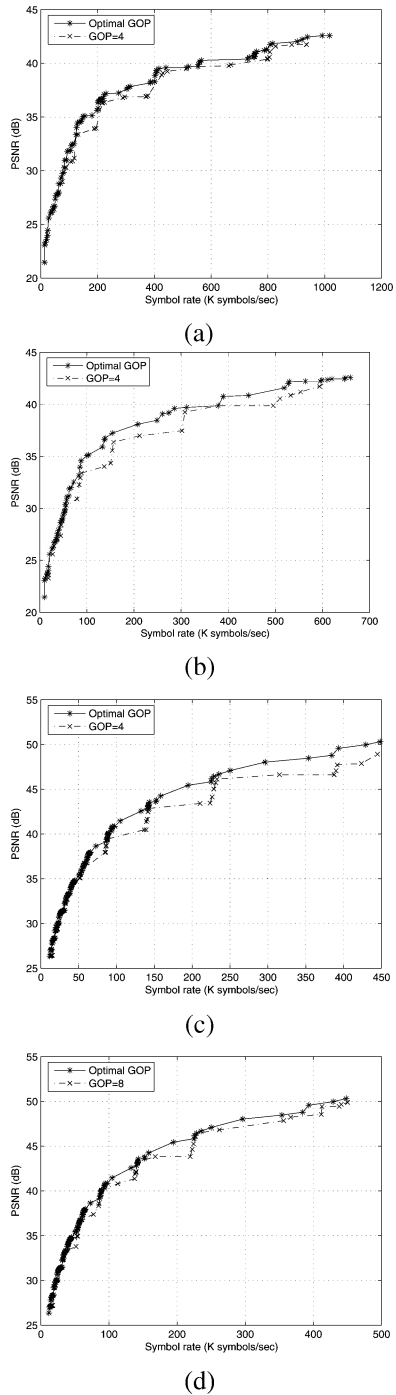 45
40
35
30
25
20
PSNR (dB)
Optimal GOP
GOP=4
0 200 400 600 800 1000 1200
Symbol rate (K symbols/sec)
(a)
45
40
35
30
25
20
PSNR (dB)
Optimal GOP
GOP=4
0 100 200 300 400 500 600 700
Symbol rate (K symbols/sec)
(b)
55
50
45
40
35
30
25
PSNR (dB)
Optimal GOP
GOP=4
0 50 100 150 200 250 300 350 400 450
Symbol rate (K symbols/sec)
(c)
55
50
45
40
35
30
25
PSNR (dB)
Optimal GOP
GOP=8
0 100 200 300 400 500
Symbol rate (K symbols/sec)
(d)